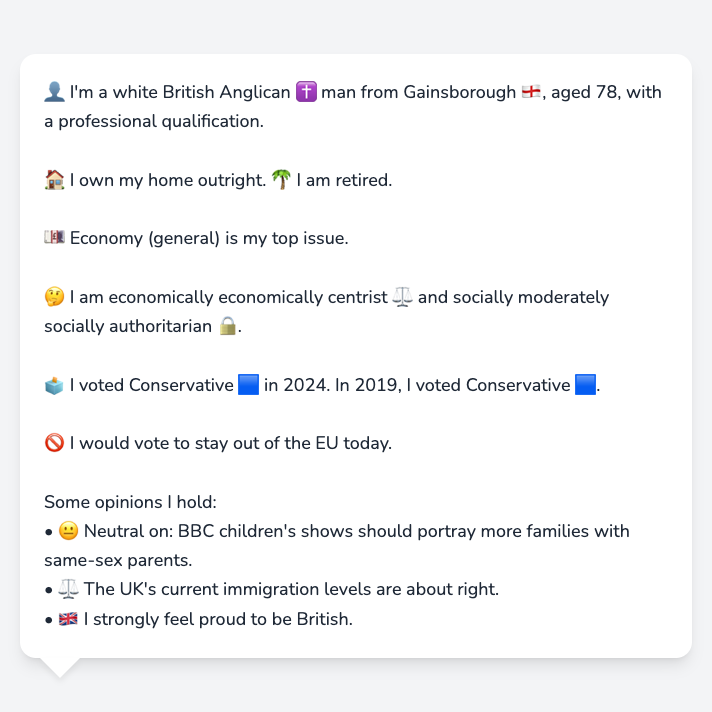 👤 I'm a white British Anglican ✝️ man from Gainsborough 🏴󠁧󠁢󠁥󠁮󠁧󠁿, aged 78, with
a professional qualification.
🏠 I own my home outright. 🌴 I am retired.
💷 Economy (general) is my top issue.
🤔 I am economically economically centrist ⚖️ and socially moderately
socially authoritarian 🔒.
🗳️ I voted Conservative 🟦 in 2024. In 2019, I voted Conservative 🟦.
🚫 I would vote to stay out of the EU today.
Some opinions I hold:
• 😐 Neutral on: BBC children's shows should portray more families with
same-sex parents.
• ⚖️ The UK's current immigration levels are about right.
• 🇬🇧 I strongly feel proud to be British.